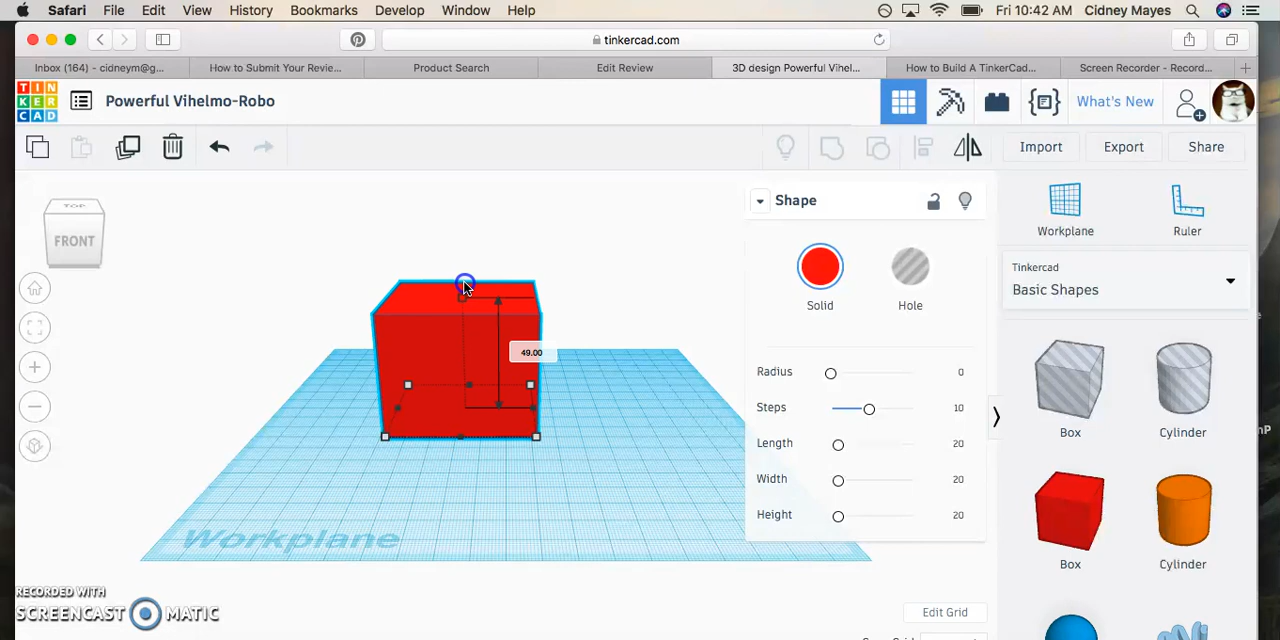 Safari File Edit View History Bookmarks Develop Window Help Fri 10:42 AM Cidney Mayes
tinkercad.com
Inbox (164) - cidneym@g... How to Submit Your Revie... Product Search Edit Review 3D design Powerful Vihel... How to Build A TinkerCad... Screen Recorder - Record...
TIN KER CAD Powerful Vihelmo-Robo What's New
Import Export Share
TOP
FRONT
Shape
Solid Hole
Radius 0
Steps 10
Length 20
Width 20
Height 20
49.00
Workplane
Edit Grid
Workplane Ruler
Tinkercad
Basic Shapes
Box Cylinder
Box Cylinder
RECORDED WITH
SCREENCAST MATIC